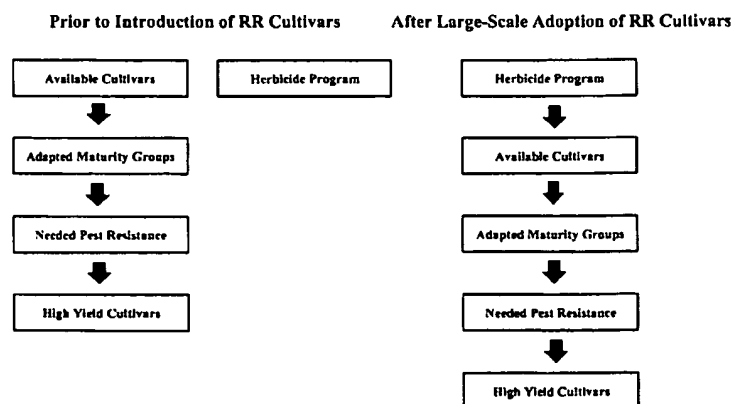 Prior to Introduction of RR Cultivars
Available Cultivars
Herbicide Program
Adapted Maturity Groups
Needed Pest Resistance
High Yield Cultivars
After Large-Scale Adoption of RR Cultivars
Herbicide Program
Available Cultivars
Adapted Maturity Groups
Needed Pest Resistance
High Yield Cultivars